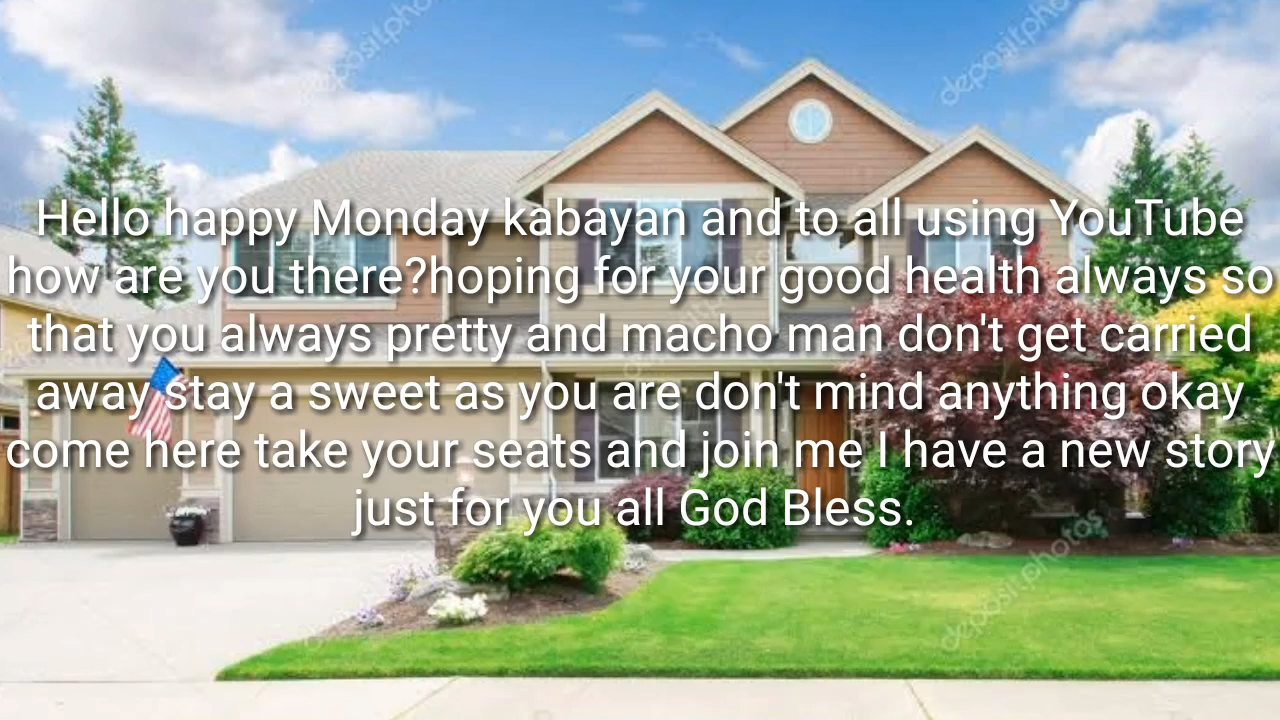 depositphotos
depositphotos
Hello happy Monday kabayan and to all using YouTube
how are you there?hoping for your good health always so
that you always pretty and macho man don't get carried
away stay a sweet as you are don't mind anything okay
come here take your seats and join me I have a new story
just for you all God Bless.
depositphotos